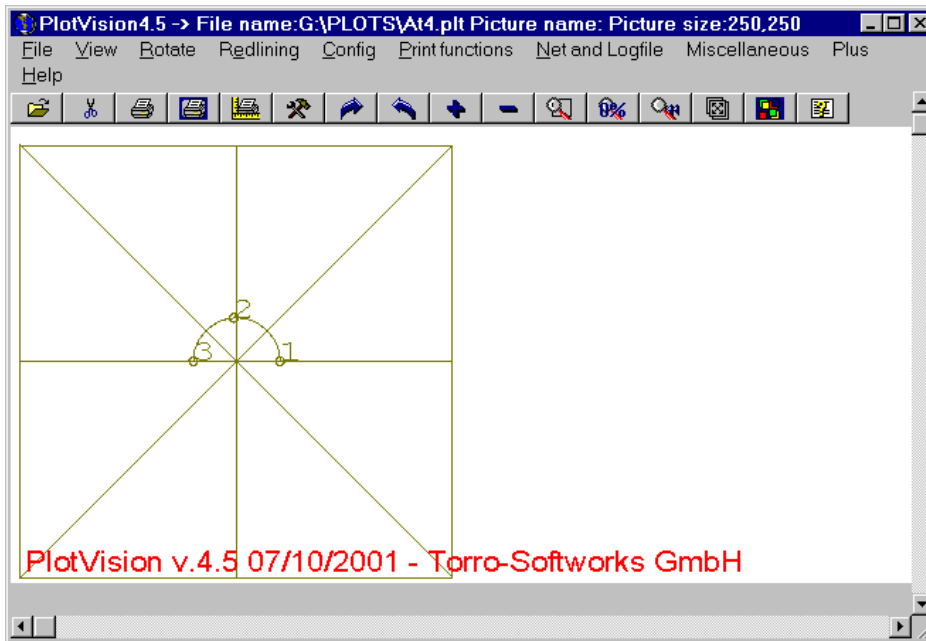 PlotVision4.5 -> File name:G:\PLOTS\At4.plt Picture name: Picture size:250,250
File View Rotate Redlining Config Print functions Net and Logfile Miscellaneous Plus
Help
2
3 1
PlotVision v.4.5 07/10/2001 - Torro-Softworks GmbH